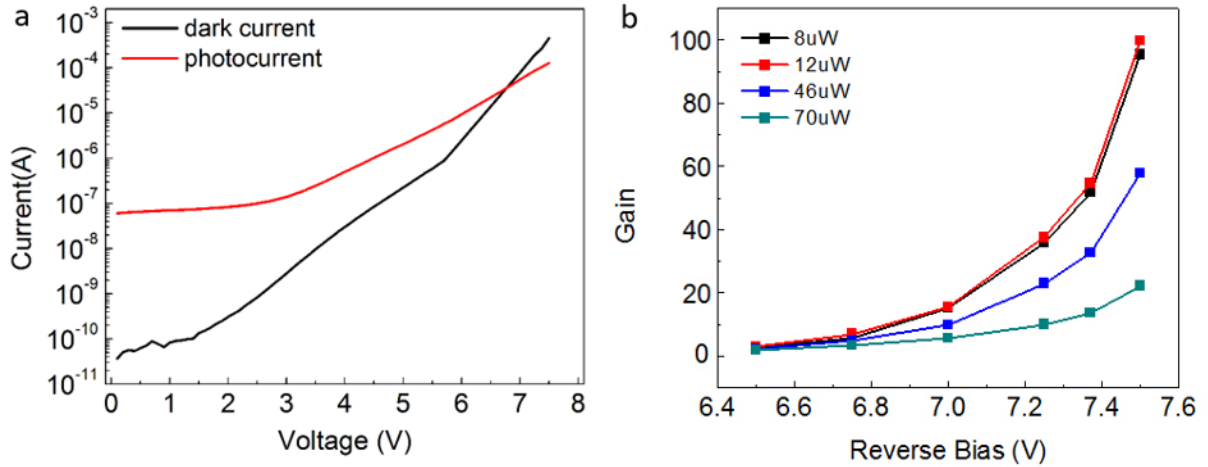 a
10-3
10-4
10-5
10-6
10-7
10-8
10-9
10-10
10-11
Current(A)
dark current
photocurrent
0 1 2 3 4 5 6 7 8
Voltage (V)
b
100
80
60
40
20
0
Gain
8uW
12uW
46uW
70uW
6.4 6.6 6.8 7.0 7.2 7.4 7.6
Reverse Bias (V)